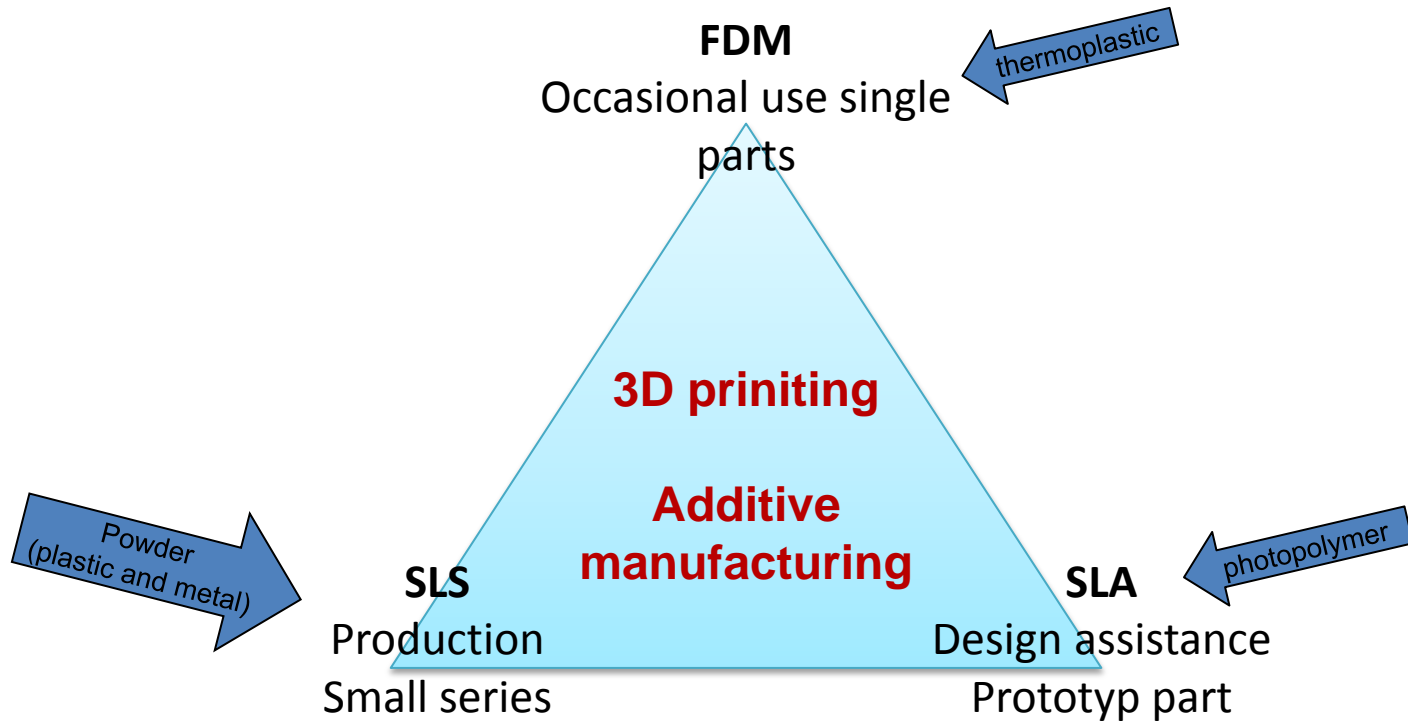 FDM
Occasional use single
parts
thermoplastic
3D priniting
Additive
manufacturing
Powder
(plastic and metal)
SLS
Production
Small series
photopolymer
SLA
Design assistance
Prototyp part